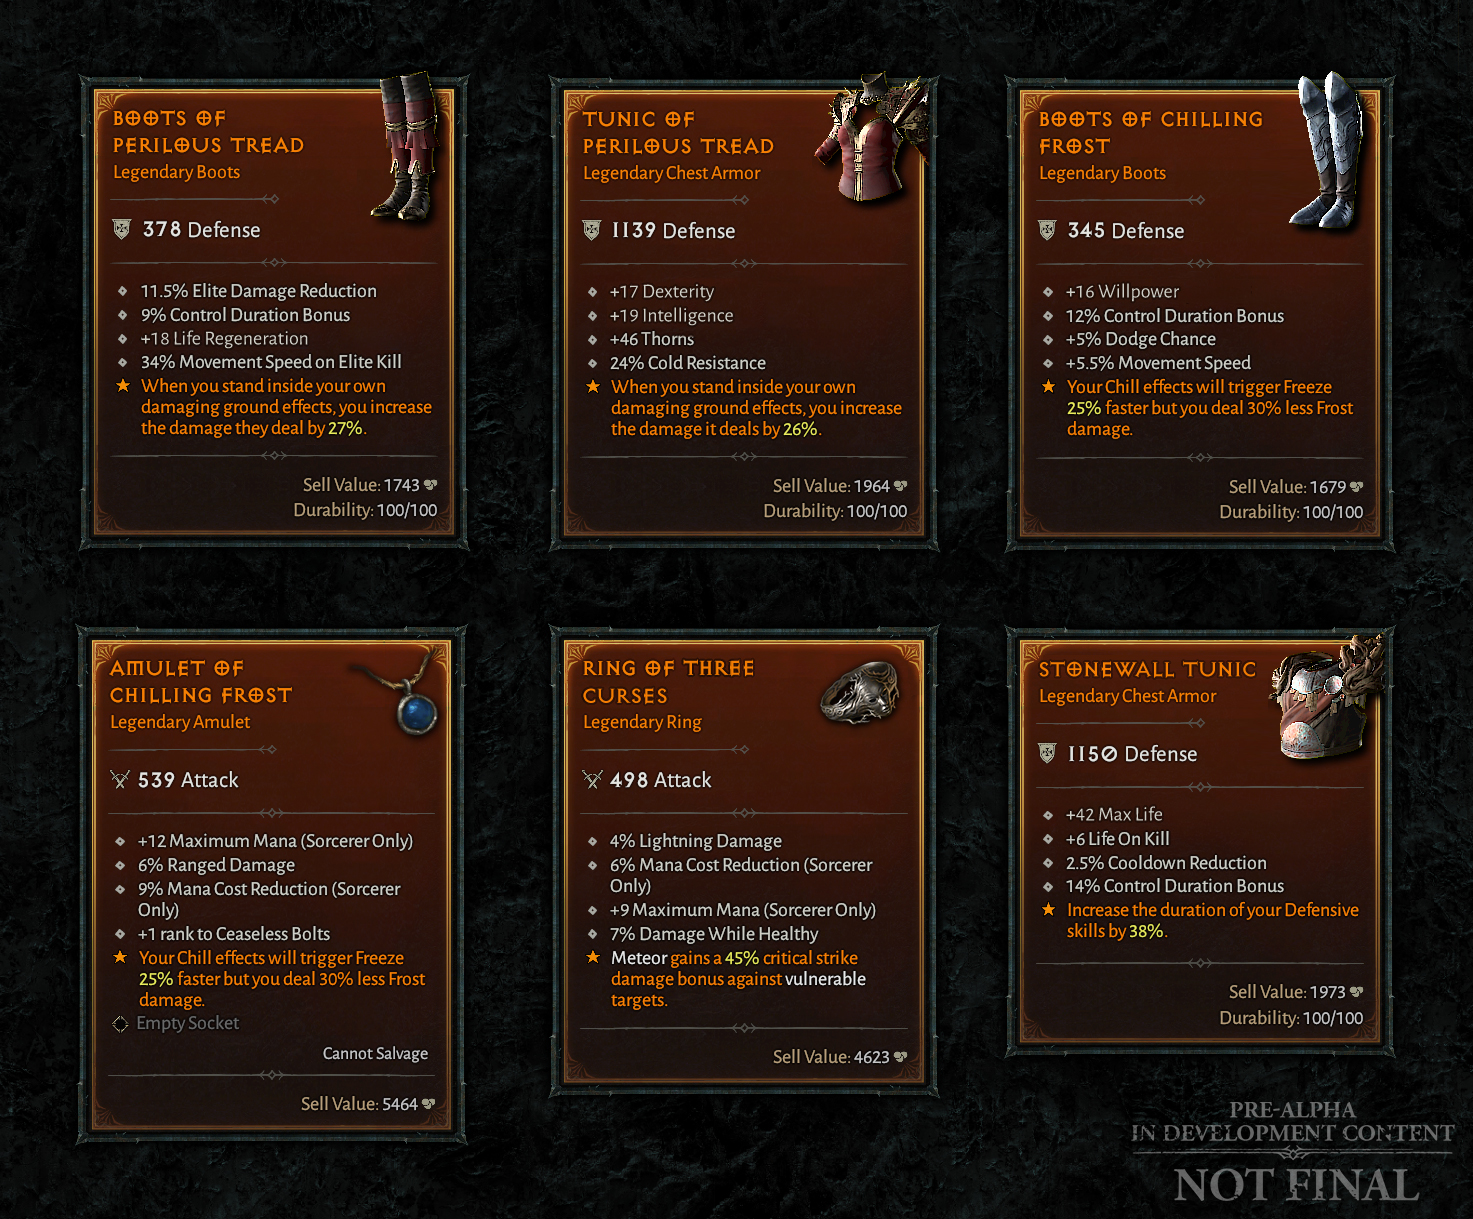 BOOTS OF
PERILOUS TREAD
Legendary Boots
378 Defense
11.5% Elite Damage Reduction
9% Control Duration Bonus
+18 Life Regeneration
34% Movement Speed on Elite Kill
When you stand inside your own
damaging ground effects, you increase
the damage they deal by 27%.
Sell Value: 1743
Durability: 100/100
TUNIC OF
PERILOUS TREAD
Legendary Chest Armor
1139 Defense
+17 Dexterity
+19 Intelligence
+46 Thorns
24% Cold Resistance
When you stand inside your own
damaging ground effects, you increase
the damage it deals by 26%.
Sell Value: 1964
Durability: 100/100
BOOTS OF CHILLING
FROST
Legendary Boots
345 Defense
+16 Willpower
12% Control Duration Bonus
+5% Dodge Chance
+5.5% Movement Speed
Your Chill effects will trigger Freeze
25% faster but you deal 30% less Frost
damage.
Sell Value: 1679
Durability: 100/100
AMULET OF
CHILLING FROST
Legendary Amulet
539 Attack
+12 Maximum Mana (Sorcerer Only)
6% Ranged Damage
9% Mana Cost Reduction (Sorcerer
Only)
+1 rank to Ceaseless Bolts
Your Chill effects will trigger Freeze
25% faster but you deal 30% less Frost
damage.
Empty Socket
Cannot Salvage
Sell Value: 5464
RING OF THREE
CURSES
Legendary Ring
498 Attack
4% Lightning Damage
6% Mana Cost Reduction (Sorcerer
Only)
+9 Maximum Mana (Sorcerer Only)
7% Damage While Healthy
Meteor gains a 45% critical strike
damage bonus against vulnerable
targets.
Sell Value: 4623
STONEWALL TUNIC
Legendary Chest Armor
1150 Defense
+42 Max Life
+6 Life On Kill
2.5% Cooldown Reduction
14% Control Duration Bonus
Increase the duration of your Defensive
skills by 38%.
Sell Value: 1973
Durability: 100/100
PRE-ALPHA
IN DEVELOPMENT CONTENT
NOT FINAL